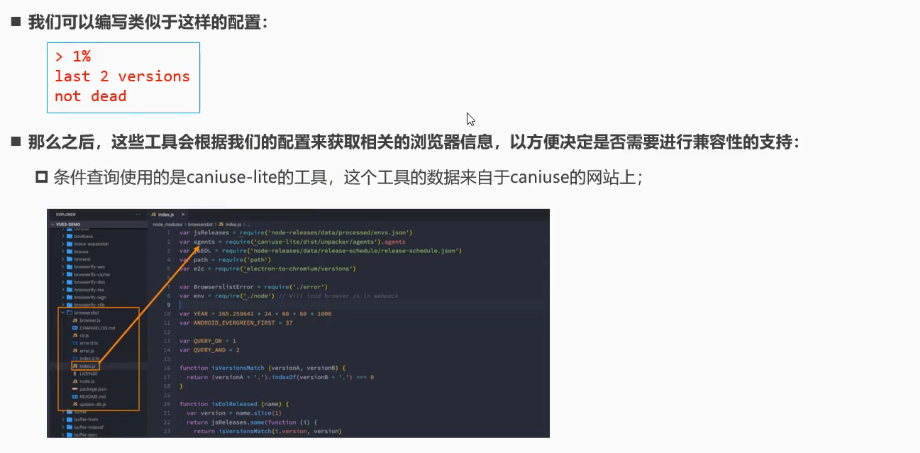 我们可以编写类似于这样的配置：
> 1%
last 2 versions
not dead
那么之后，这些工具会根据我们的配置来获取相关的浏览器信息，以方便决定是否需要进行兼容性的支持：
条件查询使用的是caniuse-lite的工具，这个工具的数据来自于caniuse的网站上；
EXPLORER
index.js
node_modules > browserslist > index.js > ...
1 var jsReleases = require('node-releases/data/processed/envs.json')
2 var agents = require('caniuse-lite/dist/unpacker/agents').agents
3 var require('node-releases/data/release-schedule/release-schedule.json')
4 var path = require('path')
5 var e2c = require('electron-to-chromium/versions')
7 var BrowserslistError = require('./error')
8 var env = require('./node') // Will load browser.js in webpack
9
10 var YEAR = 365.259641 * 24 * 60 * 60 * 1000
11 var ANDROID_EVERGREEN_FIRST = 37
13 var QUERY_OR = 1
14 var QUERY_AND = 2
16 function isVersionsMatch (versionA, versionB) {
17 return (versionA + '.').indexOf(versionB + '.') === 0
18 }
20 function isEolReleased (name) {
21 var version = name.slice(1)
22 return jsReleases.some(function (i) {
23 return isVersionsMatch(i.version, version)
browserslist
browser.js
CHANGELOG.md
cli.js
error.d.ts
error.js
index.d.ts
index.js
LICENSE
node.js
package.json
README.md
update-db.js
buffer
buffer-from
buffer-json